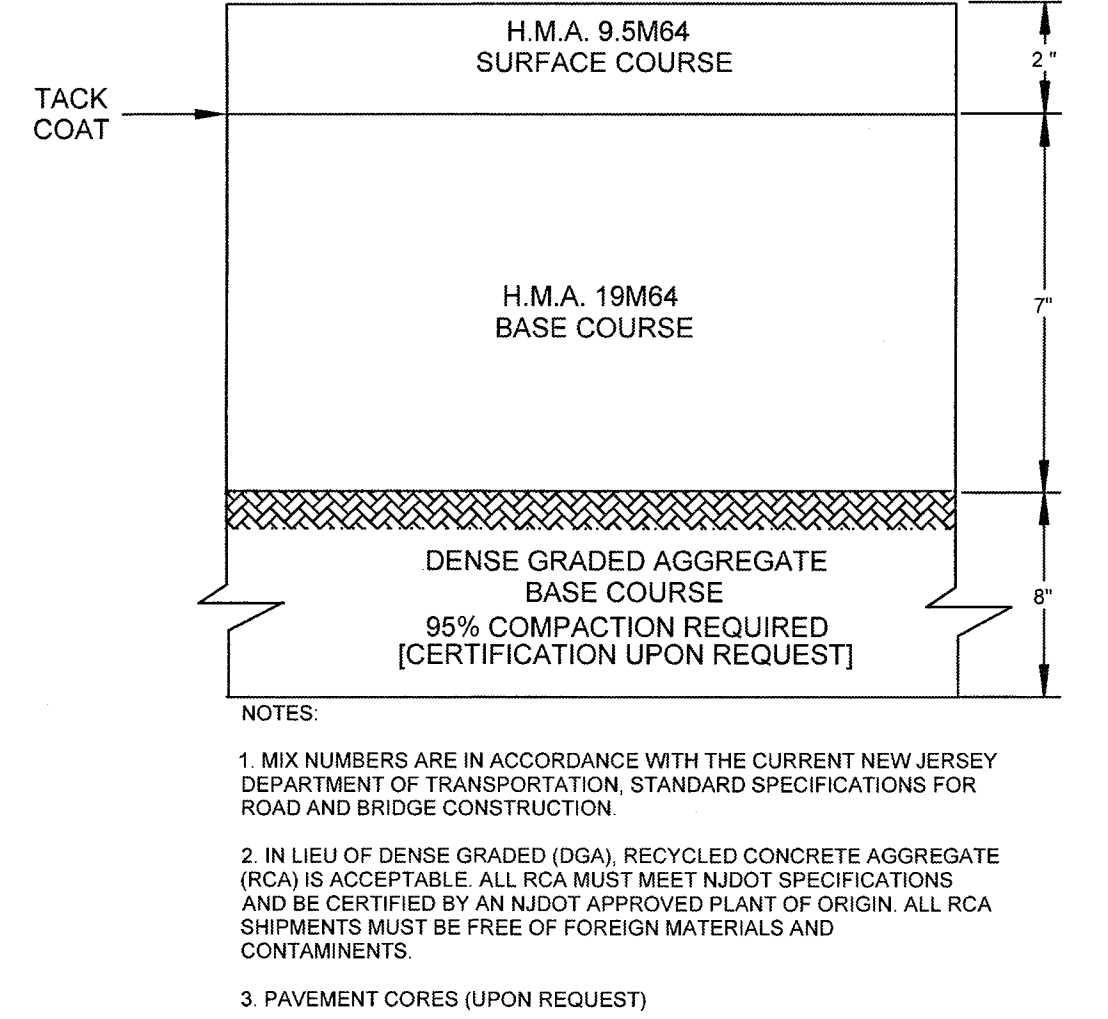 H.M.A. 9.5M64
SURFACE COURSE
2"
TACK
COAT
H.M.A. 19M64
BASE COURSE
7"
DENSE GRADED AGGREGATE
BASE COURSE
8"
95% COMPACTION REQUIRED
[CERTIFICATION UPON REQUEST]
NOTES:
1. MIX NUMBERS ARE IN ACCORDANCE WITH THE CURRENT NEW JERSEY
DEPARTMENT OF TRANSPORTATION, STANDARD SPECIFICATIONS FOR
ROAD AND BRIDGE CONSTRUCTION.
2. IN LIEU OF DENSE GRADED (DGA), RECYCLED CONCRETE AGGREGATE
(RCA) IS ACCEPTABLE. ALL RCA MUST MEET NJDOT SPECIFICATIONS
AND BE CERTIFIED BY AN NJDOT APPROVED PLANT OF ORIGIN. ALL RCA
SHIPMENTS MUST BE FREE OF FOREIGN MATERIALS AND
CONTAMINENTS.
3. PAVEMENT CORES (UPON REQUEST)